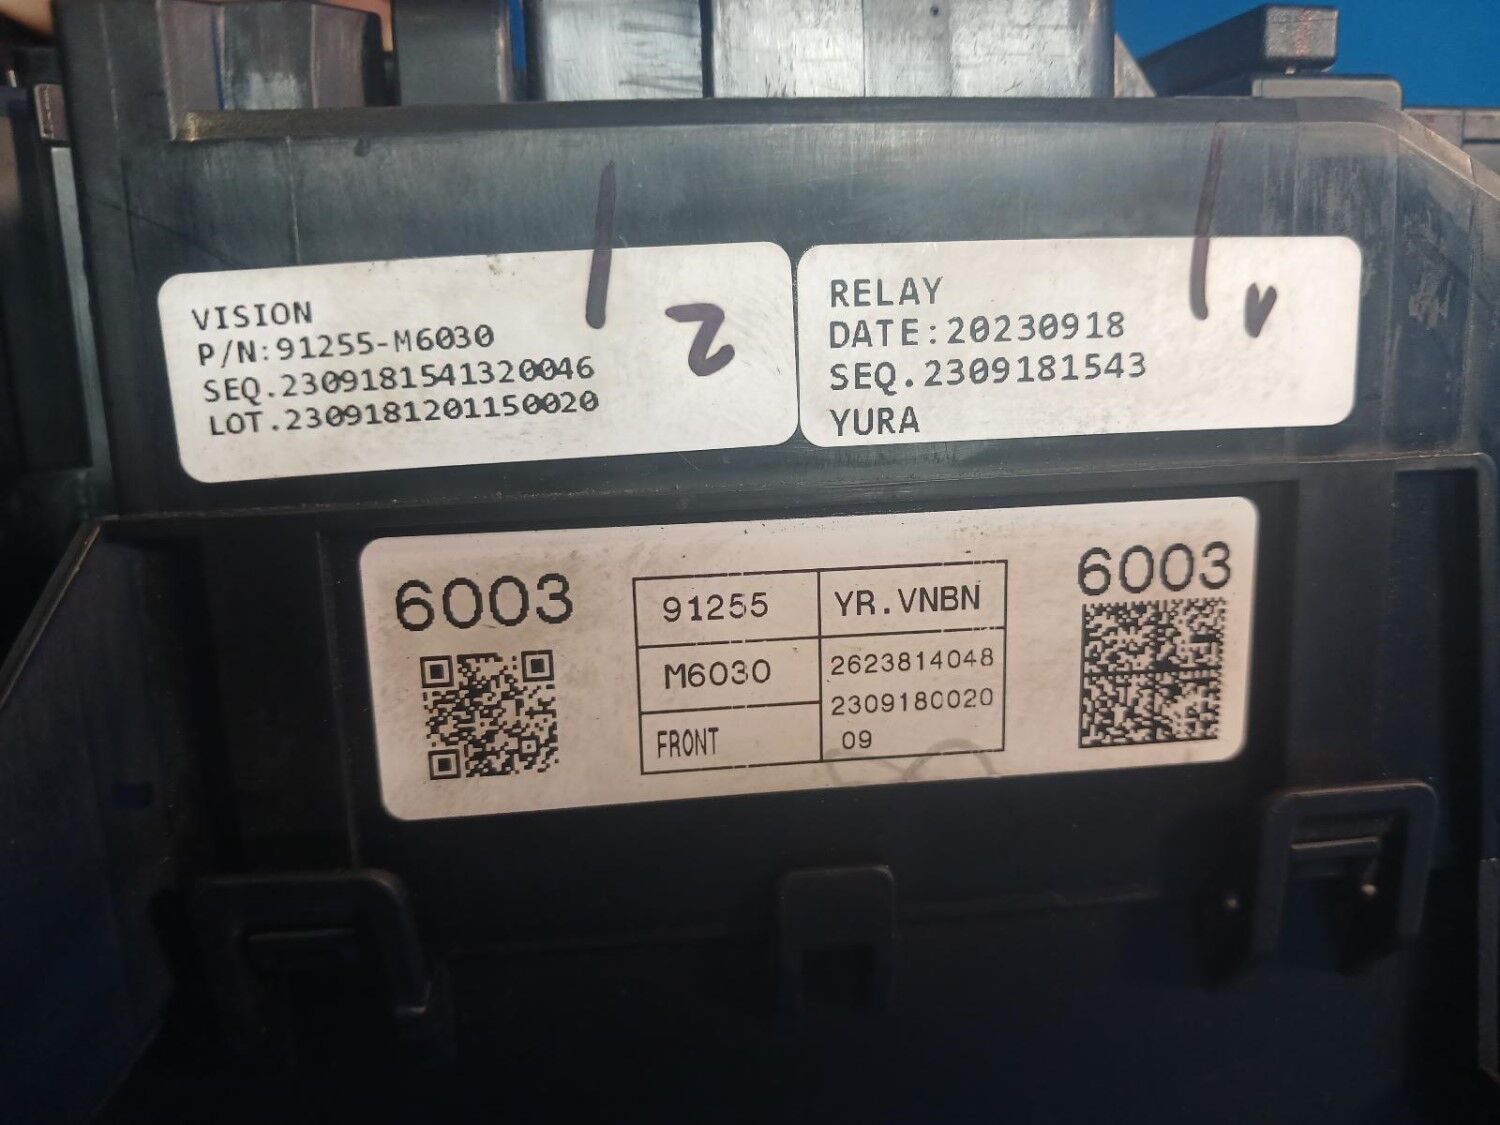 VISION
P/N:91255-M6030
SEQ.2309181541320046
LOT.2309181201150020
2
RELAY
DATE:20230918
SEQ.2309181543
YURA
6003
91255
YR.VNBN
M6030
2623814048
2309180020
FRONT
09
6003